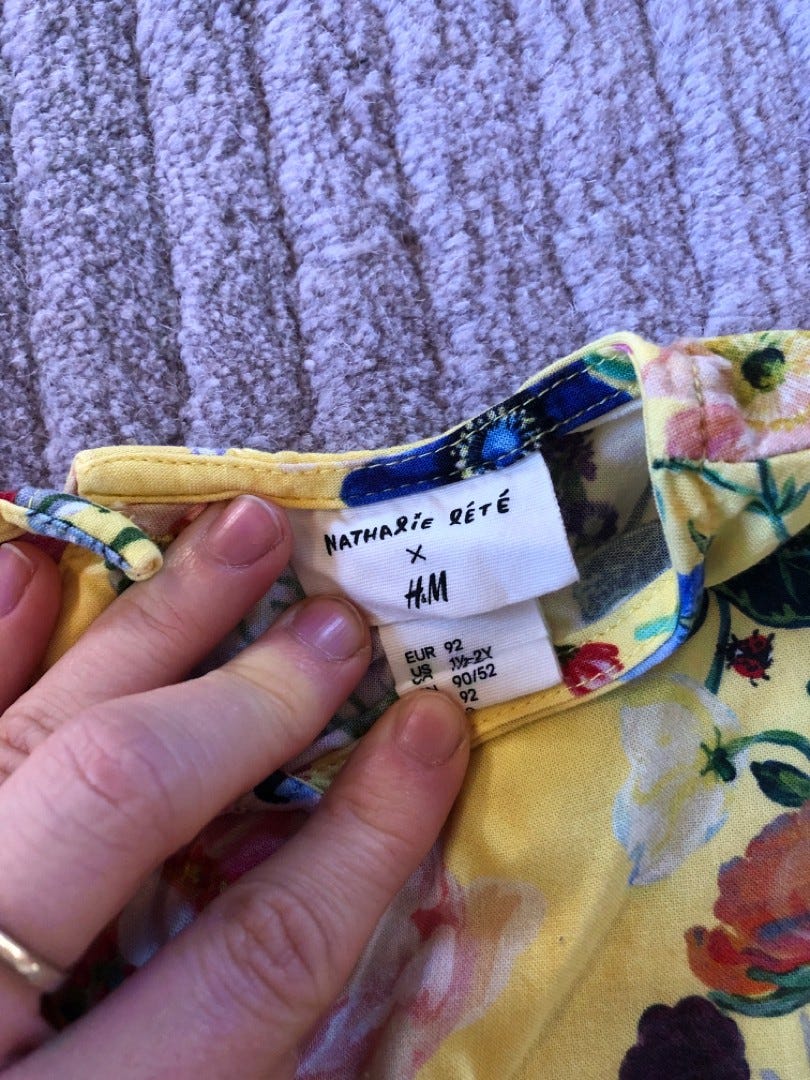 NATHALIE LÉTÉ
X
H&M
EUR 92
US 1½-2Y
90/52
92